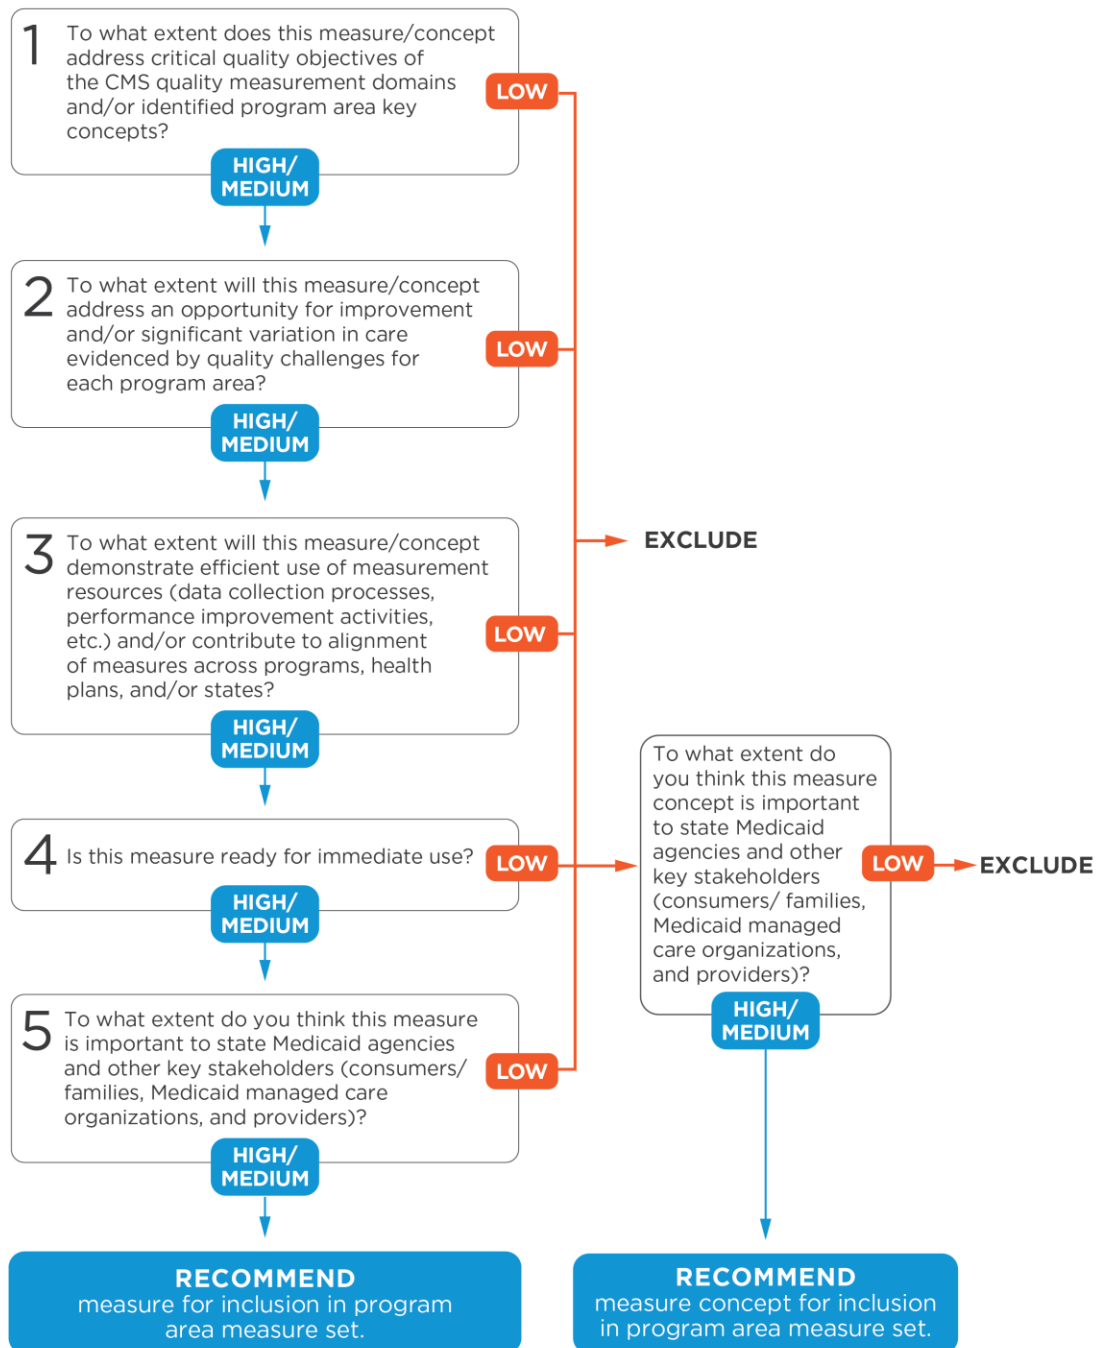 1
To what extent does this measure/concept
address critical quality objectives of
the CMS quality measurement domains
and/or identified program area key
concepts?
LOW
HIGH/
MEDIUM
2
To what extent will this measure/concept
address an opportunity for improvement
and/or significant variation in care
evidenced by quality challenges for
each program area?
LOW
HIGH/
MEDIUM
EXCLUDE
3
To what extent will this measure/concept
demonstrate efficient use of measurement
resources (data collection processes,
performance improvement activities,
etc.) and/or contribute to alignment
of measures across programs, health
plans, and/or states?
LOW
HIGH/
MEDIUM
4
Is this measure ready for immediate use?
LOW
HIGH/
MEDIUM
To what extent do
you think this measure
concept is important
to state Medicaid
agencies and other
key stakeholders
(consumers/ families,
Medicaid managed
care organizations,
and providers)?
LOW
EXCLUDE
HIGH/
MEDIUM
5
To what extent do you think this measure
is important to state Medicaid agencies
and other key stakeholders (consumers/
families, Medicaid managed care
organizations, and providers)?
LOW
HIGH/
MEDIUM
RECOMMEND
measure for inclusion in program
area measure set.
RECOMMEND
measure concept for inclusion
in program area measure set.